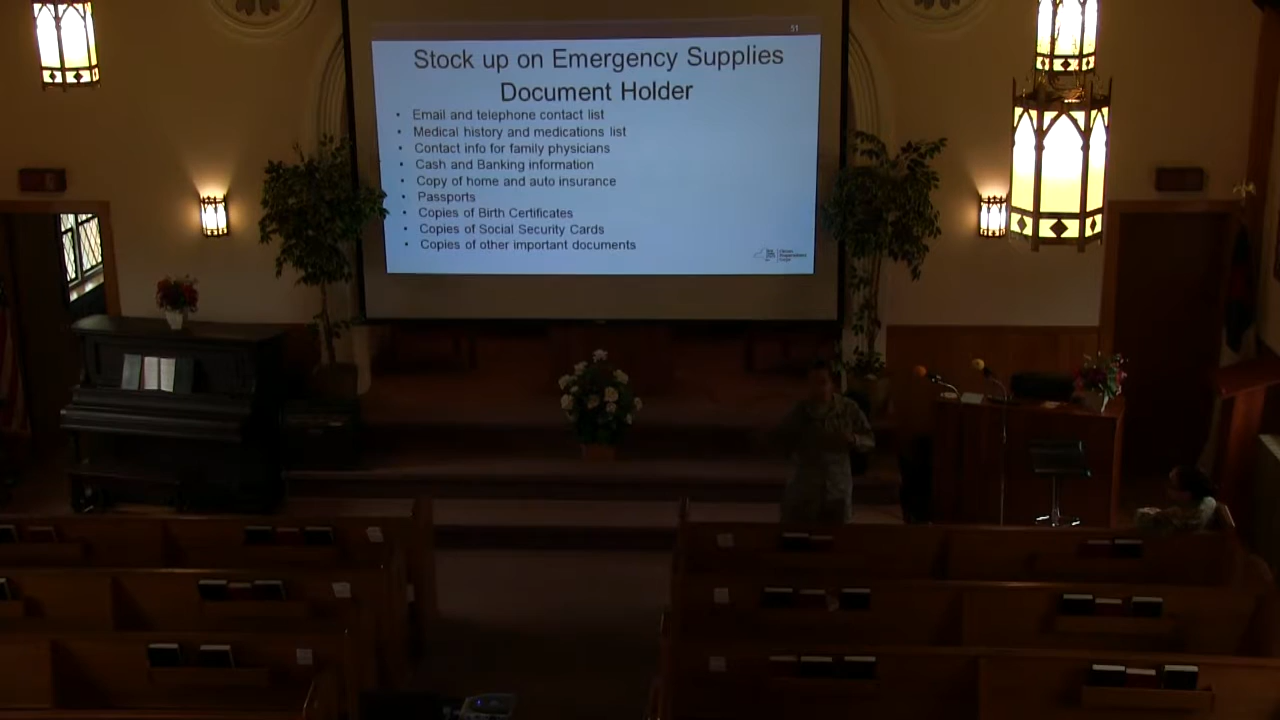 51
Stock up on Emergency Supplies
Document Holder
• Email and telephone contact list
• Medical history and medications list
• Contact info for family physicians
• Cash and Banking information
• Copy of home and auto insurance
• Passports
• Copies of Birth Certificates
• Copies of Social Security Cards
• Copies of other important documents